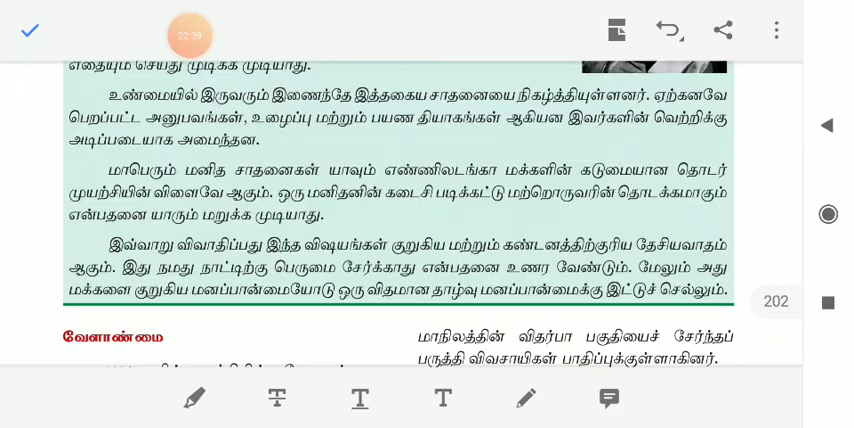 22:39
எதையும் செய்து முடிக்க முடியாது.
உண்மையில் இருவரும் இணைந்தே இத்தகைய சாதனையை நிகழ்த்தியுள்ளனர். ஏற்கனவே
பெறப்பட்ட அனுபவங்கள், உழைப்பு மற்றும் பயண தியாகங்கள் ஆகியன இவர்களின் வெற்றிக்கு
அடிப்படையாக அமைந்தன.
மாபெரும் மனித சாதனைகள் யாவும் எண்ணிலடங்கா மக்களின் கடுமையான தொடர்
முயற்சியின் விளைவே ஆகும். ஒரு மனிதனின் கடைசி படிக்கட்டு மற்றொருவரின் தொடக்கமாகும்
என்பதனை யாரும் மறுக்க முடியாது.
இவ்வாறு விவாதிப்பது இந்த விஷயங்கள் குறுகிய மற்றும் கண்டனத்திற்குரிய தேசியவாதம்
ஆகும். இது நமது நாட்டிற்கு பெருமை சேர்க்காது என்பதனை உணர வேண்டும். மேலும் அது
மக்களை குறுகிய மனப்பான்மையோடு ஒரு விதமான தாழ்வு மனப்பான்மைக்கு இட்டுச் செல்லும்.
202
வேளாண்மை
மாநிலத்தின் விதர்பா பகுதியைச் சேர்ந்தப்
பருத்தி விவசாயிகள் பாதிப்புக்குள்ளாகினர்.